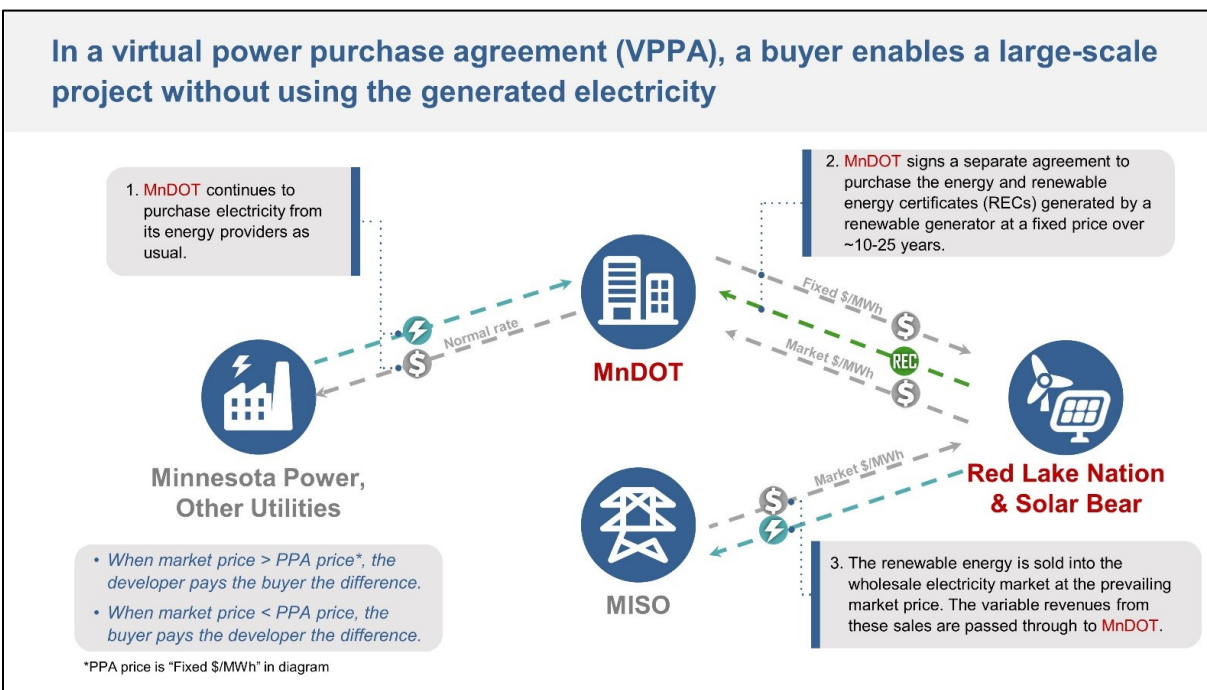 In a virtual power purchase agreement (VPPA), a buyer enables a large-scale
project without using the generated electricity
1. MnDOT continues to
purchase electricity from
its energy providers as
usual.
2. MnDOT signs a separate agreement to
purchase the energy and renewable
energy certificates (RECs) generated by a
renewable generator at a fixed price over
~10-25 years.
Fixed $/MWh
$
Normal rate
$
REC
Market $/MWh
$
MnDOT
Minnesota Power,
Other Utilities
Market $/MWh
$
Red Lake Nation
& Solar Bear
MISO
• When market price > PPA price*, the
developer pays the buyer the difference.
• When market price < PPA price, the
buyer pays the developer the difference.
*PPA price is “Fixed $/MWh” in diagram
3. The renewable energy is sold into the
wholesale electricity market at the prevailing
market price. The variable revenues from
these sales are passed through to MnDOT.